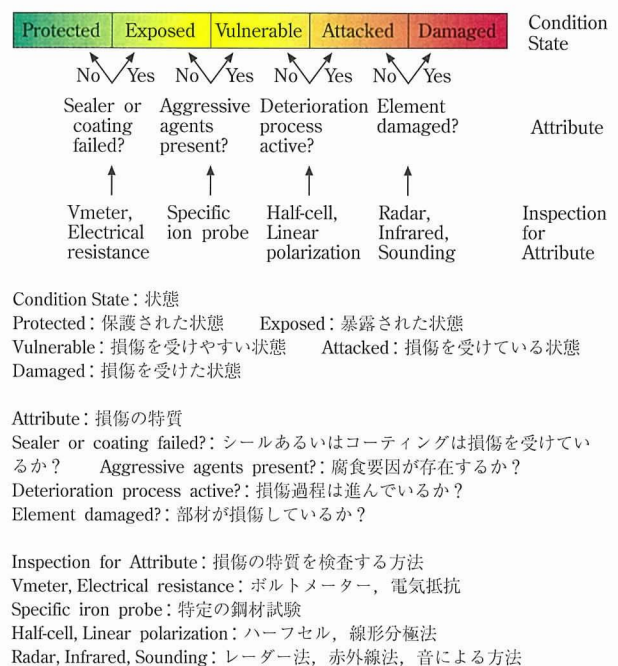 Protected Exposed Vulnerable Attacked Damaged Condition State
No Yes No Yes No Yes No Yes
Sealer or coating failed? Aggressive agents present? Deterioration process active? Element damaged? Attribute
Vmeter, Electrical resistance Specific ion probe Half-cell, Linear polarization Radar, Infrared, Sounding Inspection for Attribute
Condition State：状態
Protected：保護された状態 Exposed：暴露された状態
Vulnerable：損傷を受けやすい状態 Attacked：損傷を受けている状態
Damaged：損傷を受けた状態
Attribute：損傷の特質
Sealer or coating failed?：シールあるいはコーティングは損傷を受けてい
るか？ Aggressive agents present?：腐食要因が存在するか？
Deterioration process active?：損傷過程は進んでいるか？
Element damaged?：部材が損傷しているか？
Inspection for Attribute：損傷の特質を検査する方法
Vmeter, Electrical resistance：ボルトメーター，電気抵抗
Specific iron probe：特定の鋼材試験
Half-cell, Linear polarization：ハーフセル，線形分極法
Radar, Infrared, Sounding：レーダー法，赤外線法，音による方法